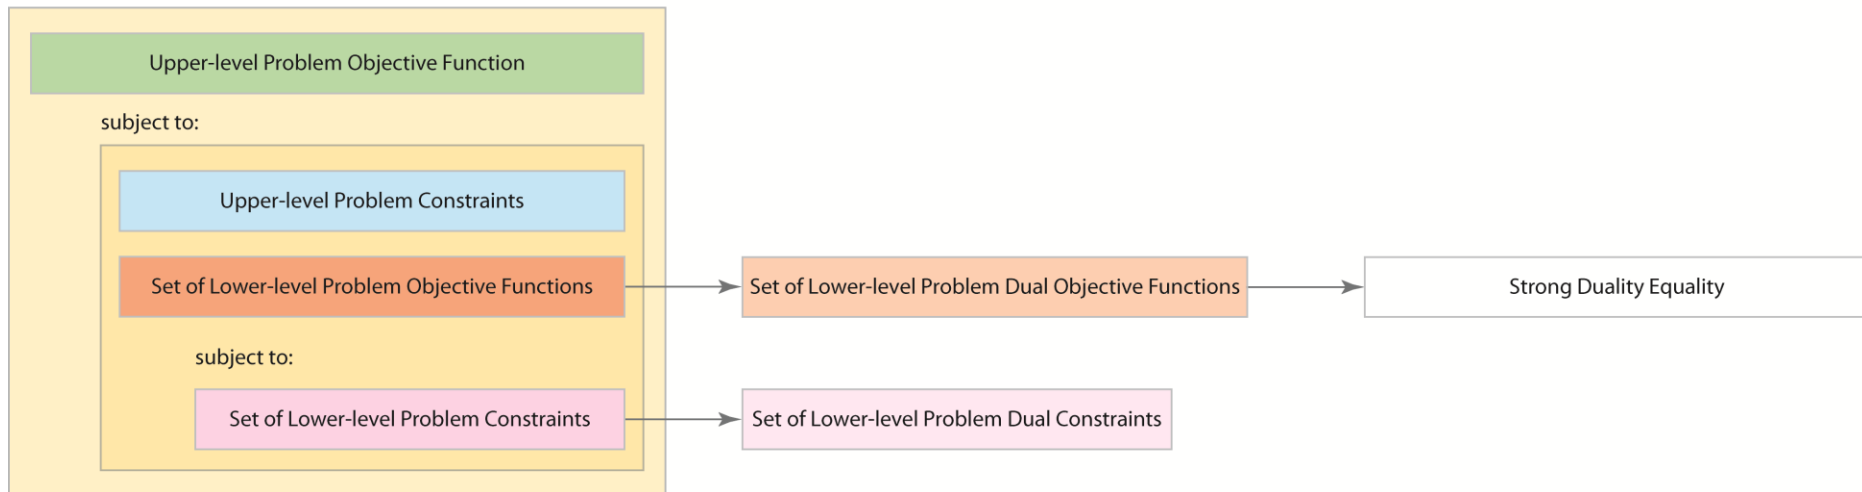 Upper-level Problem Objective Function
subject to:
Upper-level Problem Constraints
Set of Lower-level Problem Objective Functions
Set of Lower-level Problem Dual Objective Functions
Strong Duality Equality
subject to:
Set of Lower-level Problem Constraints
Set of Lower-level Problem Dual Constraints